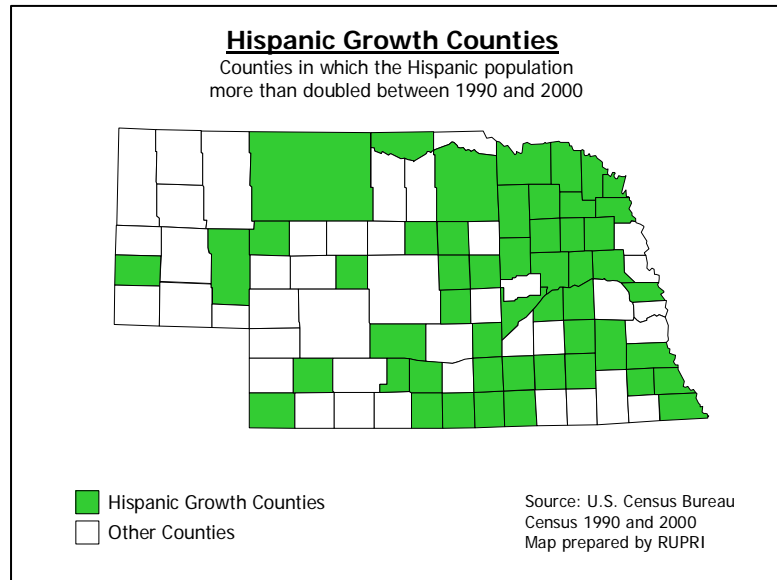 Hispanic Growth Counties
Counties in which the Hispanic population
more than doubled between 1990 and 2000
Hispanic Growth Counties
Other Counties
Source: U.S. Census Bureau
Census 1990 and 2000
Map prepared by RUPRI